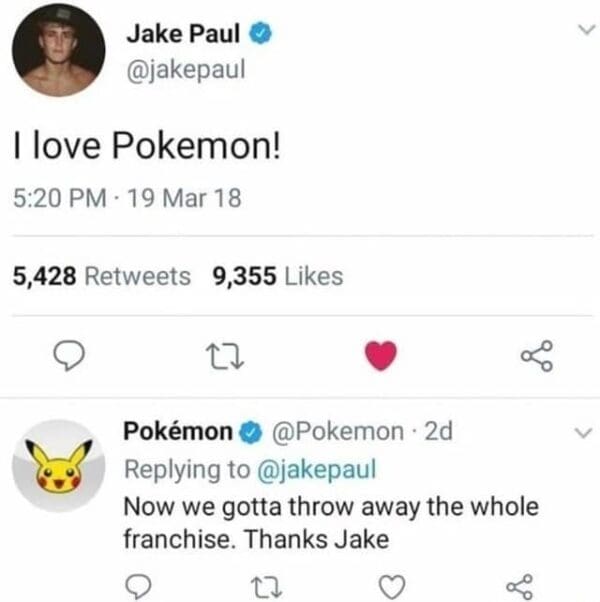 Jake Paul
@jakepaul
I love Pokemon!
5:20 PM · 19 Mar 18
5,428 Retweets 9,355 Likes
Pokémon @Pokemon · 2d
Replying to @jakepaul
Now we gotta throw away the whole
franchise. Thanks Jake